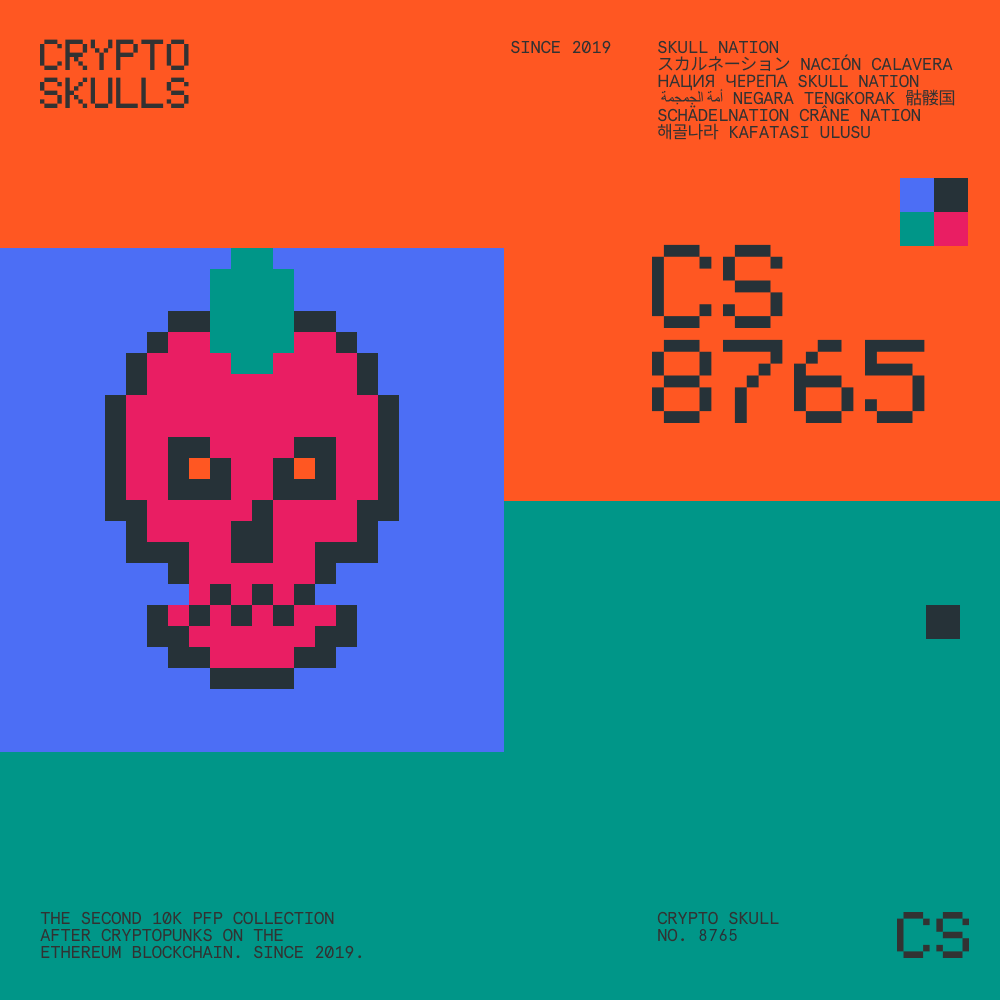 CRYPTO
SKULLS
SINCE 2019
SKULL NATION
スカルネーション NACIÓN CALAVERA
НАЦИЯ ЧЕРЕПА SKULL NATION
أمة الجمجمة NEGARA TENGKORAK 骷髅国
SCHÄDELNATION CRÂNE NATION
해골나라 KAFATASI ULUSU
CS
8765
THE SECOND 10K PFP COLLECTION
AFTER CRYPTOPUNKS ON THE
ETHEREUM BLOCKCHAIN. SINCE 2019.
CRYPTO SKULL
NO. 8765
CS